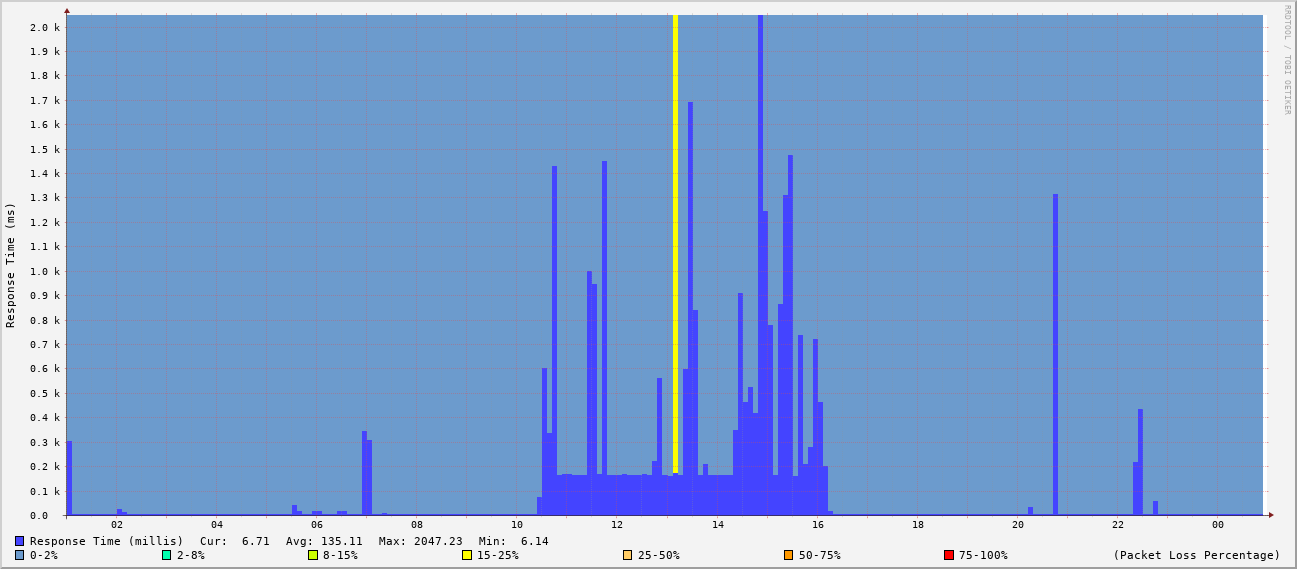 RRDTOOL / TOBI OETIKER
Response Time (ms)
2.0 k
1.9 k
1.8 k
1.7 k
1.6 k
1.5 k
1.4 k
1.3 k
1.2 k
1.1 k
1.0 k
0.9 k
0.8 k
0.7 k
0.6 k
0.5 k
0.4 k
0.3 k
0.2 k
0.1 k
0.0
02 04 06 08 10 12 14 16 18 20 22 00
Response Time (millis) Cur: 6.71 Avg: 135.11 Max: 2047.23 Min: 6.14
0-2% 2-8% 8-15% 15-25% 25-50% 50-75% 75-100% (Packet Loss Percentage)